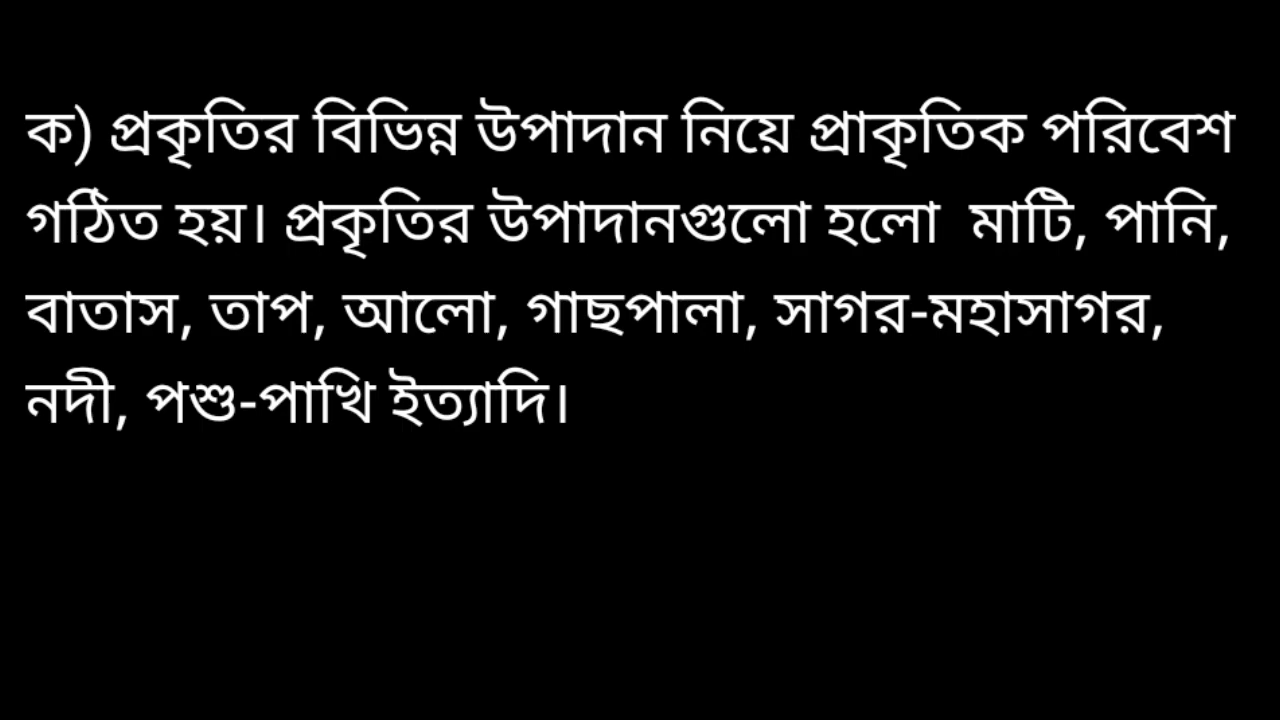 ক) প্রকৃতির বিভিন্ন উপাদান নিয়ে প্রাকৃতিক পরিবেশ
গঠিত হয়। প্রকৃতির উপাদানগুলো হলো  মাটি, পানি,
বাতাস, তাপ, আলো, গাছপালা, সাগর-মহাসাগর,
নদী, পশু-পাখি ইত্যাদি।